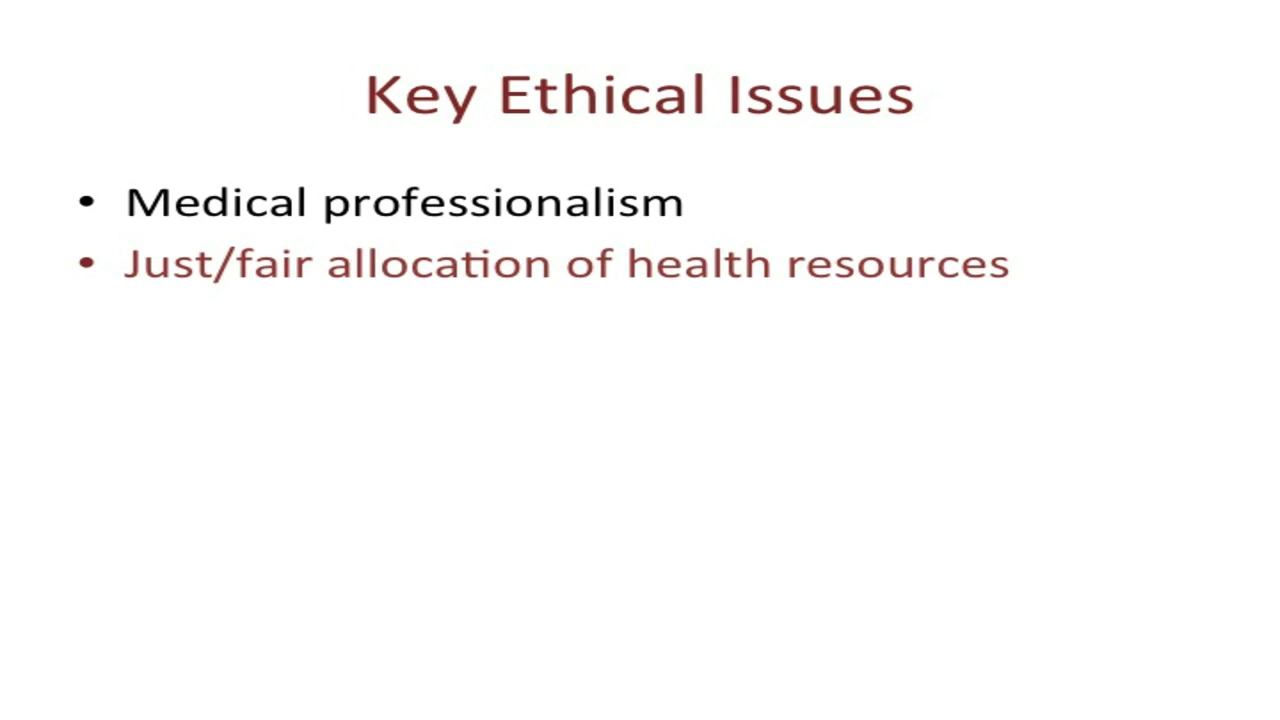 Key Ethical Issues
• Medical professionalism
• Just/fair allocation of health resources